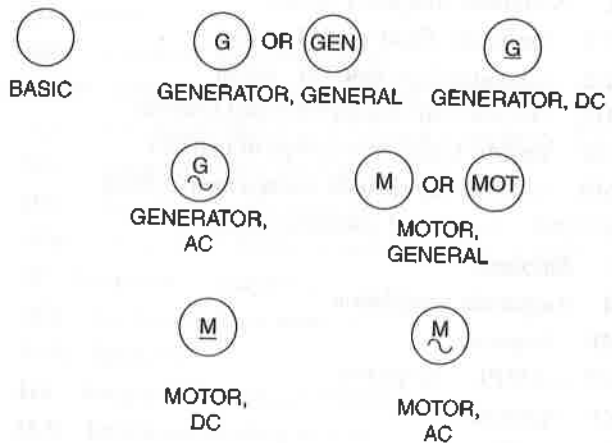 G OR GEN G
BASIC GENERATOR, GENERAL GENERATOR, DC
G M OR MOT
GENERATOR,
AC
MOTOR,
GENERAL
M M
MOTOR,
DC
MOTOR,
AC